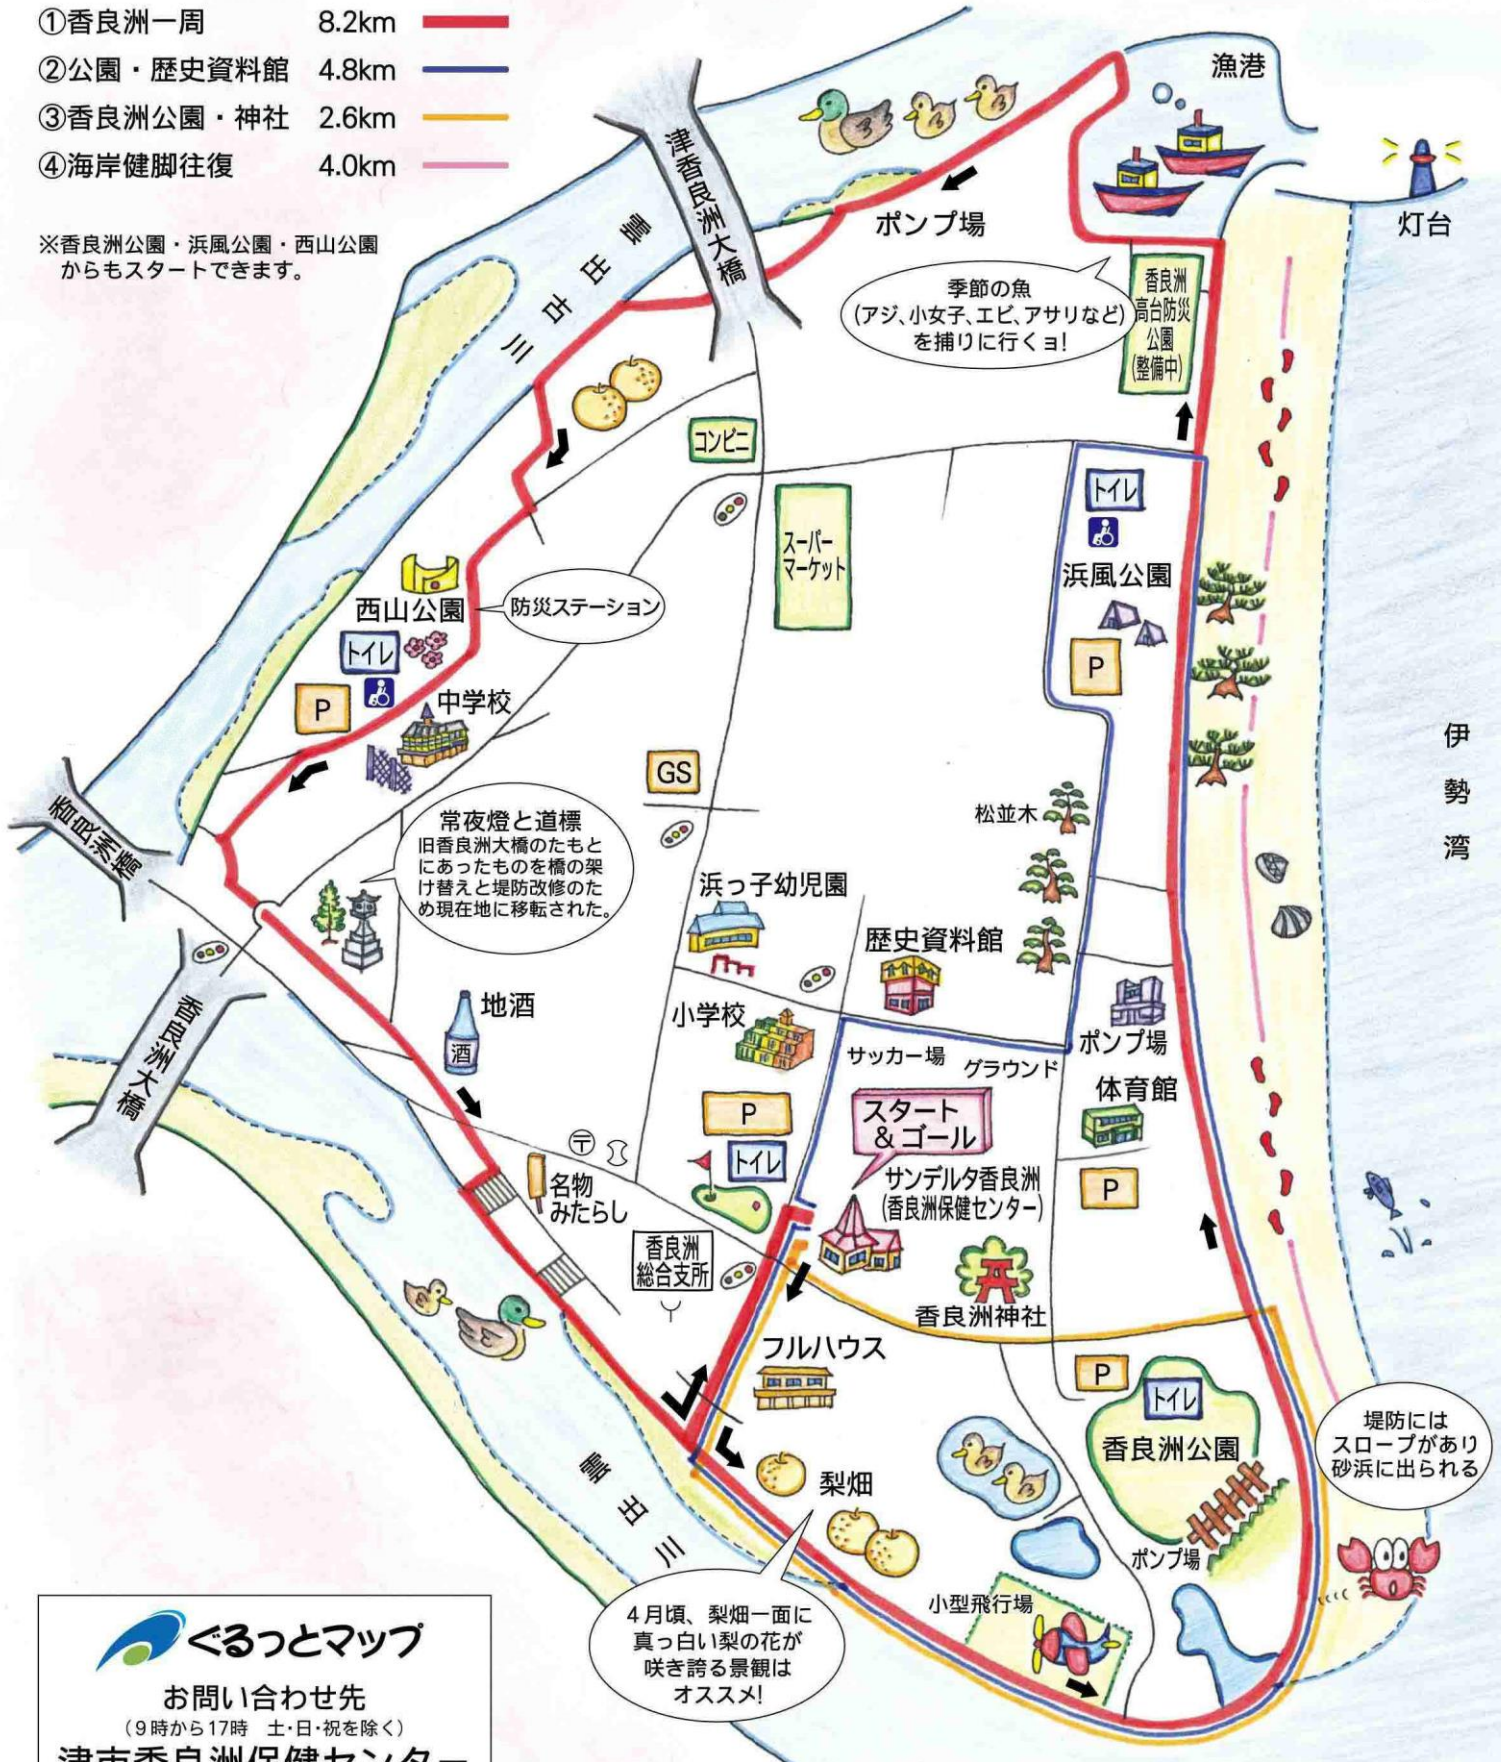 ①香良洲一周 8.2km
②公園・歴史資料館 4.8km
③香良洲公園・神社 2.6km
④海岸健脚往復 4.0km
※香良洲公園・浜風公園・西山公園
からもスタートできます。
漁港
灯台
津香良洲大橋
ポンプ場
雲出古川
季節の魚
(アジ、小女子、エビ、アサリなど)
を捕りに行くョ!
香良洲
高台防災
公園
(整備中)
コンビニ
スーパー
マーケット
トイレ
浜風公園
P
西山公園
防災ステーション
トイレ
P
中学校
GS
伊勢湾
香良洲橋
常夜燈と道標
旧香良洲大橋のたもと
にあったものを橋の架
け替えと堤防改修のた
め現在地に移転された。
松並木
浜っ子幼児園
歴史資料館
香良洲大橋
地酒
酒
小学校
サッカー場
グラウンド
ポンプ場
体育館
P
P
トイレ
スタート
&ゴール
サンデルタ香良洲
(香良洲保健センター)
〒
名物
みたらし
香良洲
総合支所
香良洲神社
フルハウス
P
トイレ
香良洲公園
堤防には
スロープがあり
砂浜に出られる
梨畑
雲出川
ポンプ場
小型飛行場
4月頃、梨畑一面に
真っ白い梨の花が
咲き誇る景観は
オススメ!
ぐるっとマップ
お問い合わせ先
(9時から17時 土・日・祝を除く)
津市香良洲保健センター